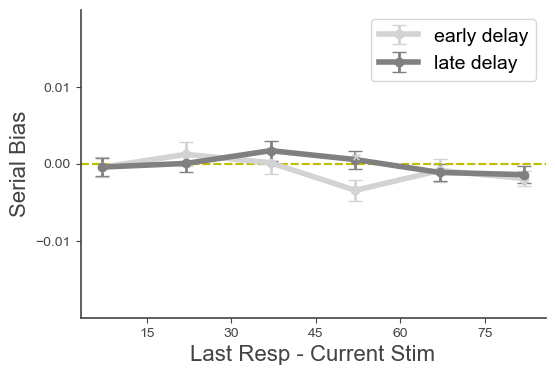 early delay
late delay
0.01
0.00
−0.01
Serial Bias
15 30 45 60 75
Last Resp - Current Stim